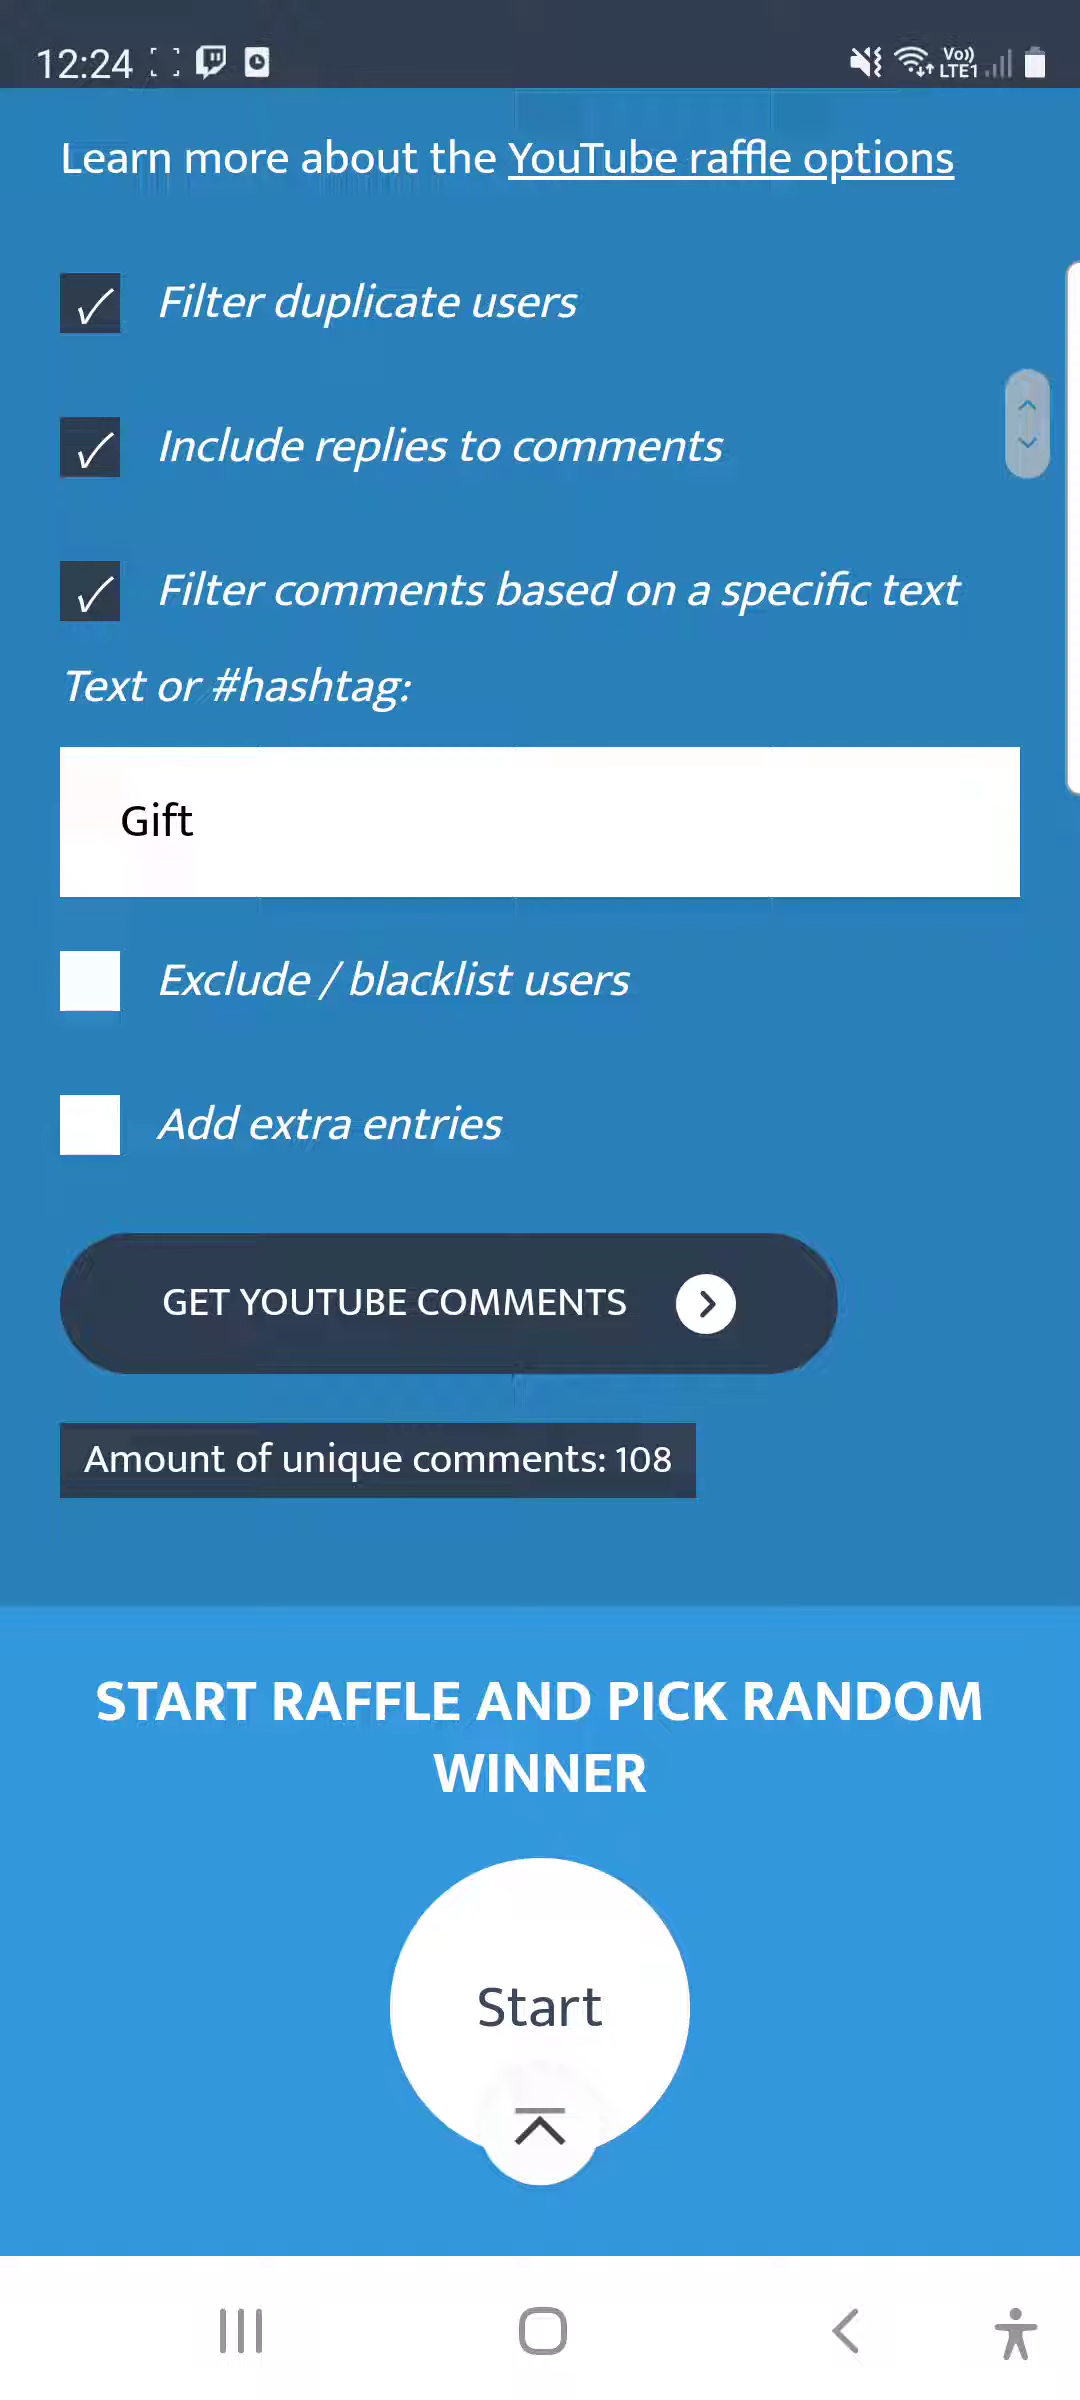 12:24
Vo))
LTE1
Learn more about the YouTube raffle options
Filter duplicate users
Include replies to comments
Filter comments based on a specific text
Text or #hashtag:
Gift
Exclude / blacklist users
Add extra entries
GET YOUTUBE COMMENTS
Amount of unique comments: 108
START RAFFLE AND PICK RANDOM
WINNER
Start